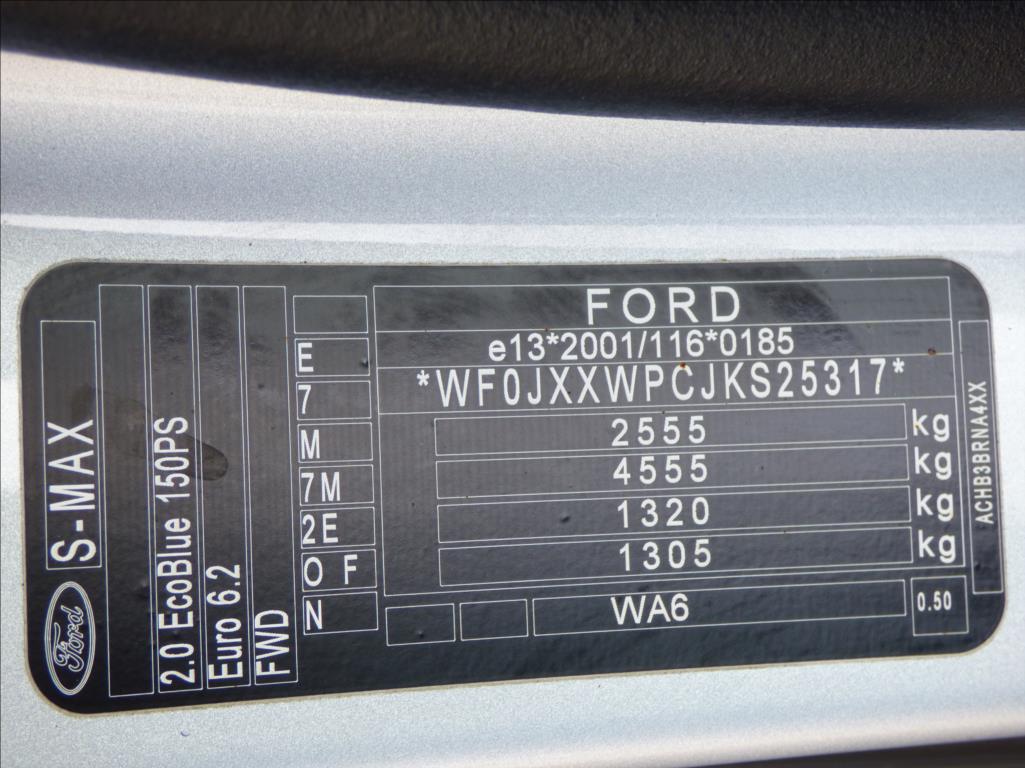 Ford
S-MAX
2.0 EcoBlue 150PS
Euro 6.2
FWD
E
7
M
7M
2E
O F
N
FORD
e13*2001/116*0185
*WF0JXXWPCJKS25317*
2555 kg
4555 kg
1320 kg
1305 kg
WA6
0.50
ACHB3BRNA4XX